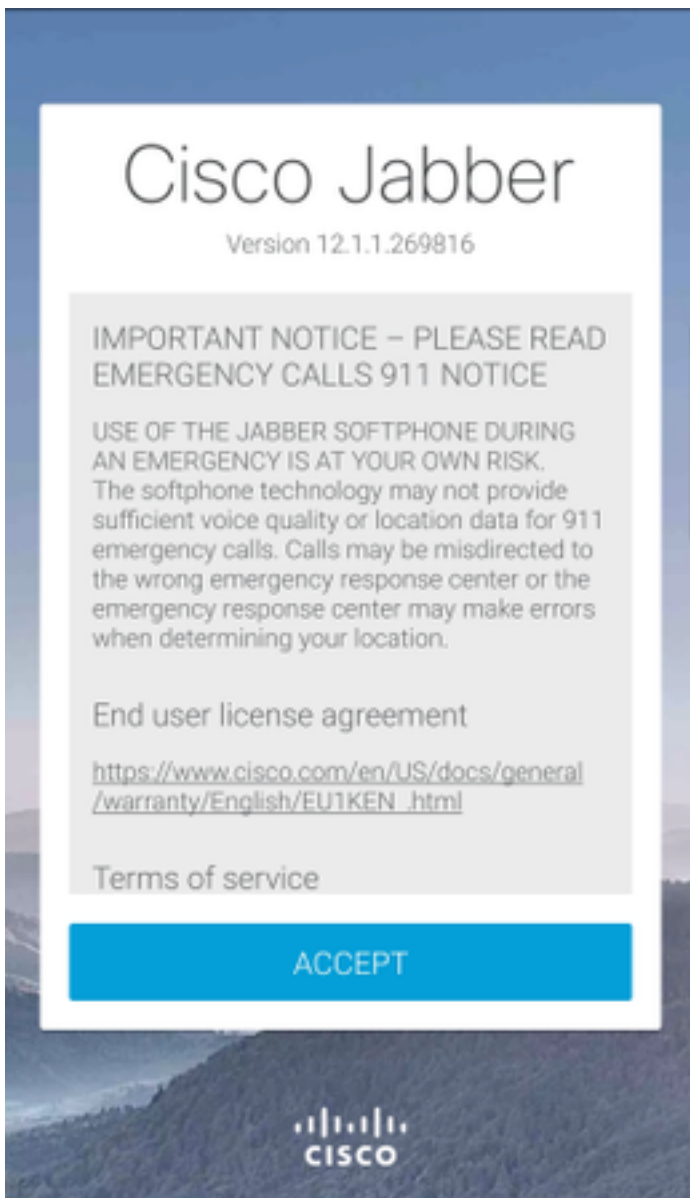 Cisco Jabber
Version 12.1.1.269816
IMPORTANT NOTICE – PLEASE READ
EMERGENCY CALLS 911 NOTICE
USE OF THE JABBER SOFTPHONE DURING
AN EMERGENCY IS AT YOUR OWN RISK.
The softphone technology may not provide
sufficient voice quality or location data for 911
emergency calls. Calls may be misdirected to
the wrong emergency response center or the
emergency response center may make errors
when determining your location.
End user license agreement
https://www.cisco.com/en/US/docs/general
/warranty/English/EU1KEN_.html
Terms of service
ACCEPT
CISCO